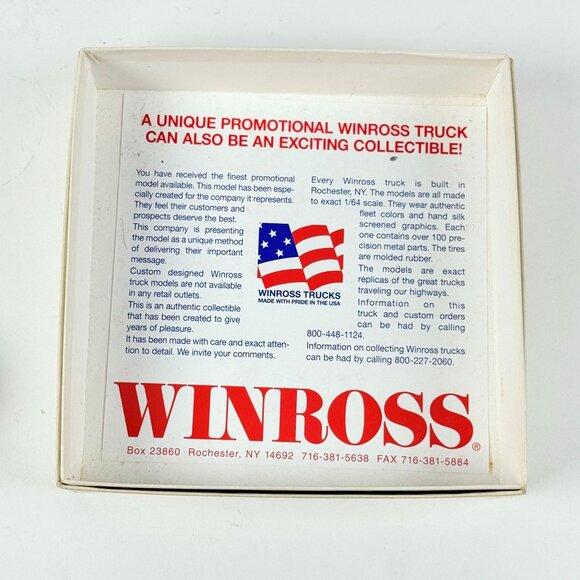 A UNIQUE PROMOTIONAL WINROSS TRUCK
CAN ALSO BE AN EXCITING COLLECTIBLE!
You have received the finest promotional
model available. This model has been espe-
cially created for the company it represents.
They feel their customers and
prospects deserve the best.
This company is presenting
the model as a unique method
of delivering their important
message.
Custom designed Winross
truck models are not available
in any retail outlets.
This is an authentic collectible
that has been created to give
years of pleasure.
It has been made with care and exact atten-
tion to detail. We invite your comments.
WINROSS TRUCKS
MADE WITH PRIDE IN THE USA
Every Winross truck is built in
Rochester, NY. The models are all made
to exact 1/64 scale. They wear authentic
fleet colors and hand silk
screened graphics. Each
one contains over 100 pre-
cision metal parts. The tires
are molded rubber.
The models are exact
replicas of the great trucks
traveling our highways.
Information on this
truck and custom orders
can be had by calling
800-448-1124.
Information on collecting Winross trucks
can be had by calling 800-227-2060.
WINROSS®
Box 23860 Rochester, NY 14692 716-381-5638 FAX 716-381-5884